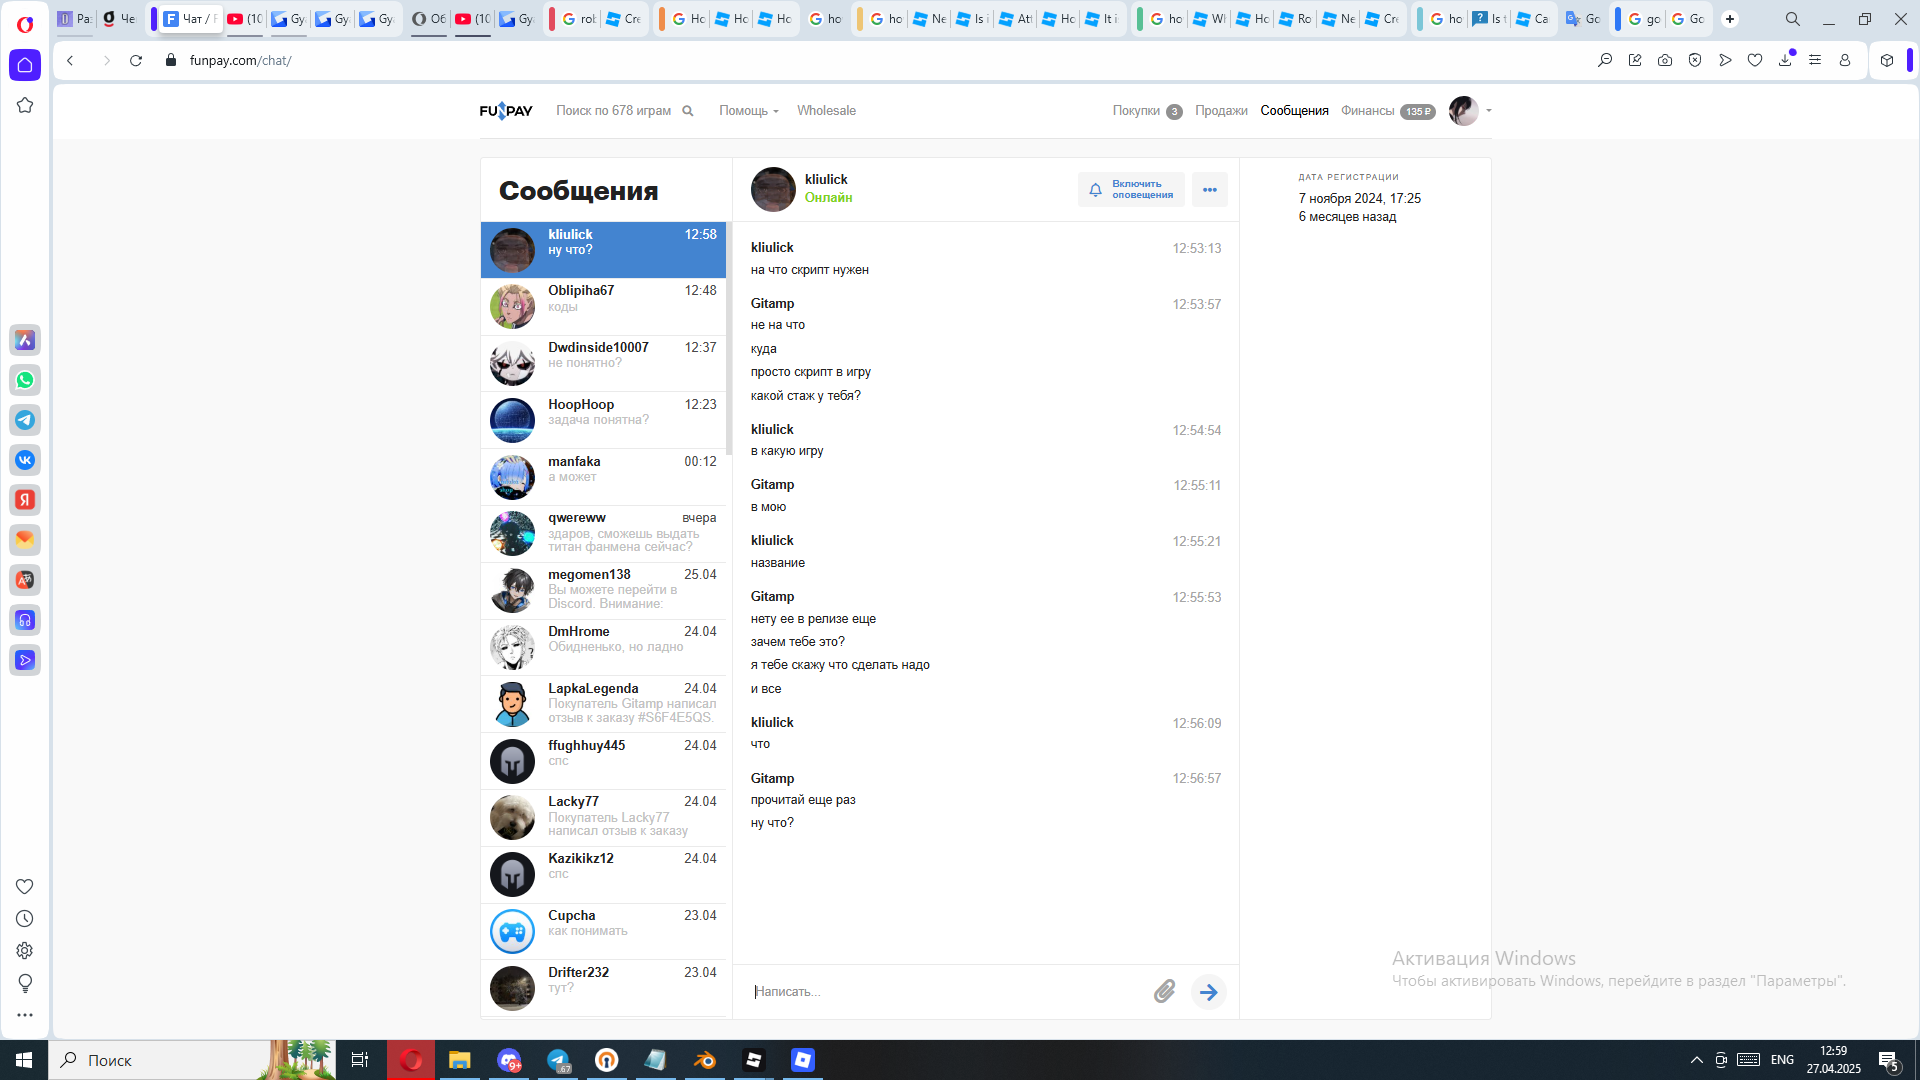 Ра
Че
Чат / F
(10
Gya
Gya
Gya
Об
(10
Gya
rob
Cre
Ho
Ho
Ho
ho
ho
Ne
Is i
Att
Ho
It i
ho
Wl
Ho
Ro
Ne
Cre
ho
Is t
Ca
Go
go
Go
funpay.com/chat/
FUNPAY
Поиск по 678 играм
Помощь
Wholesale
Покупки 3
Продажи
Сообщения
Финансы 135 ₽
Сообщения
kliulick 12:58
ну что?
Oblipiha67 12:48
коды
Dwdinside10007 12:37
не понятно?
HoopHoop 12:23
задача понятна?
manfaka 00:12
а может
qwereww вчера
здаров, сможешь выдать
титан фанмена сейчас?
megomen138 25.04
Вы можете перейти в
Discord. Внимание:
DmHrome 24.04
Обидненько, но ладно
LapkaLegenda 24.04
Покупатель Gitamp написал
отзыв к заказу #S6F4E5QS.
ffughhuy445 24.04
спс
Lacky77 24.04
Покупатель Lacky77
написал отзыв к заказу
Kazikikz12 24.04
спс
Cupcha 23.04
как понимать
Drifter232 23.04
тут?
kliulick
Онлайн
Включить
оповещения
kliulick 12:53:13
на что скрипт нужен
Gitamp 12:53:57
не на что
куда
просто скрипт в игру
какой стаж у тебя?
kliulick 12:54:54
в какую игру
Gitamp 12:55:11
в мою
kliulick 12:55:21
название
Gitamp 12:55:53
нету ее в релизе еще
зачем тебе это?
я тебе скажу что сделать надо
и все
kliulick 12:56:09
что
Gitamp 12:56:57
прочитай еще раз
ну что?
Написать...
ДАТА РЕГИСТРАЦИИ
7 ноября 2024, 17:25
6 месяцев назад
Активация Windows
Чтобы активировать Windows, перейдите в раздел "Параметры".
Поиск
9+
67
ENG
12:59
27.04.2025
5